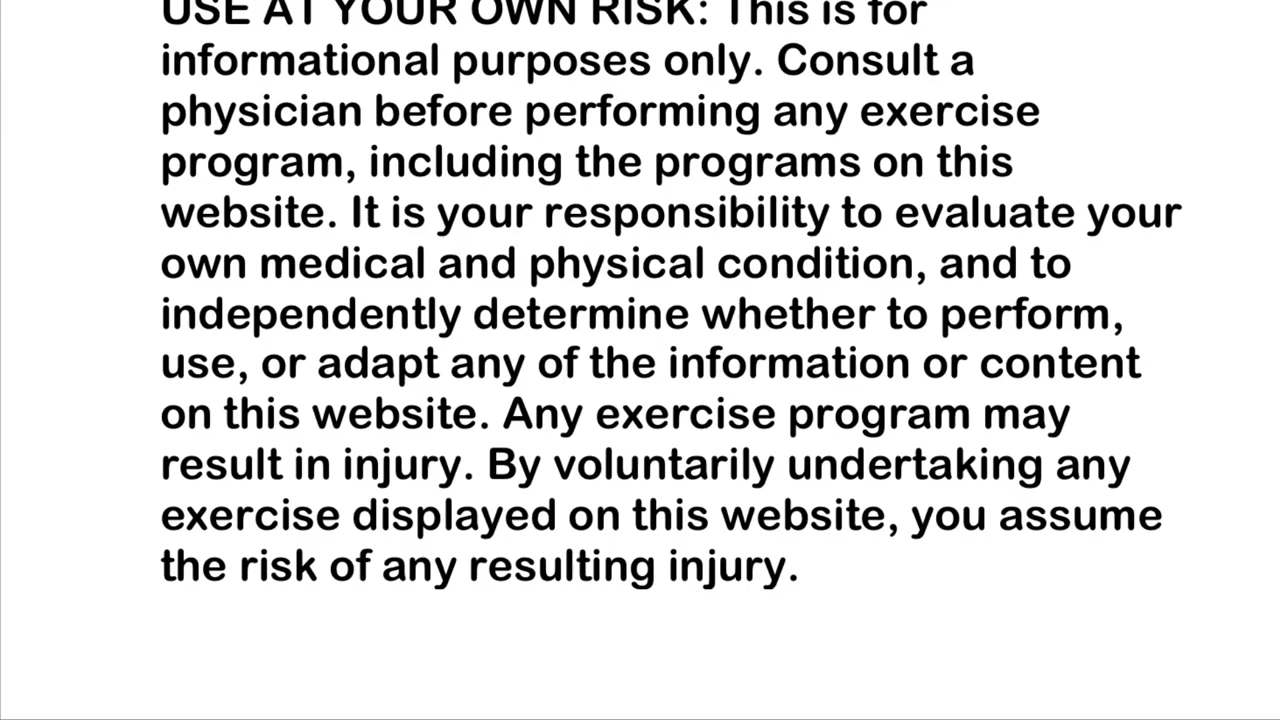 USE AT YOUR OWN RISK: This is for
informational purposes only. Consult a
physician before performing any exercise
program, including the programs on this
website. It is your responsibility to evaluate your
own medical and physical condition, and to
independently determine whether to perform,
use, or adapt any of the information or content
on this website. Any exercise program may
result in injury. By voluntarily undertaking any
exercise displayed on this website, you assume
the risk of any resulting injury.